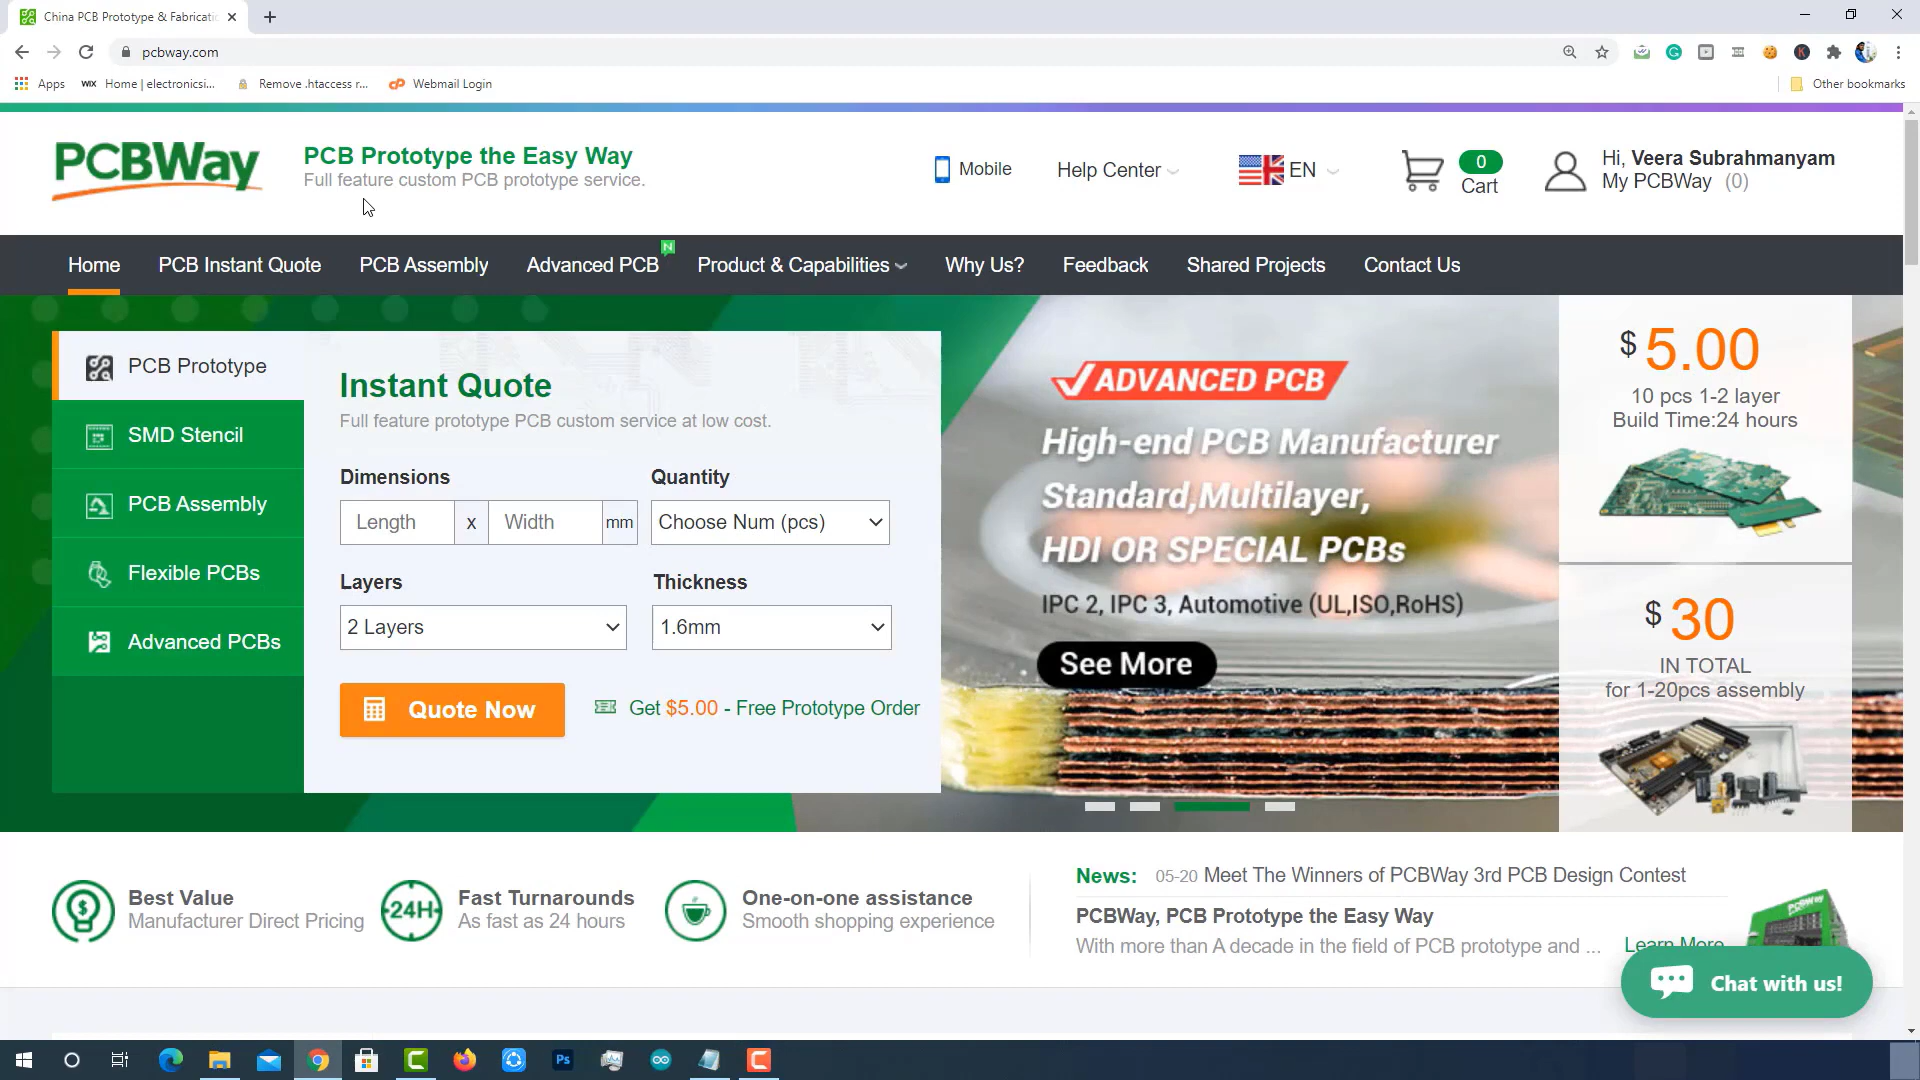 China PCB Prototype & Fabricatio
pcbway.com
Apps
WIX Home | electronicsi...
Remove .htaccess r...
Webmail Login
Other bookmarks
PCBWay
PCB Prototype the Easy Way
Full feature custom PCB prototype service.
Mobile
Help Center
EN
0
Cart
Hi, Veera Subrahmanyam
My PCBWay (0)
N
Home
PCB Instant Quote
PCB Assembly
Advanced PCB
Product & Capabilities
Why Us?
Feedback
Shared Projects
Contact Us
PCB Prototype
SMD Stencil
PCB Assembly
Flexible PCBs
Advanced PCBs
Instant Quote
Full feature prototype PCB custom service at low cost.
Dimensions
Quantity
Length x Width mm
Choose Num (pcs)
Layers
Thickness
2 Layers
1.6mm
Quote Now
Get $5.00 - Free Prototype Order
ADVANCED PCB
High-end PCB Manufacturer
Standard,Multilayer,
HDI OR SPECIAL PCBs
IPC 2, IPC 3, Automotive (UL,ISO,RoHS)
See More
$ 5.00
10 pcs 1-2 layer
Build Time:24 hours
$ 30
IN TOTAL
for 1-20pcs assembly
Best Value
Manufacturer Direct Pricing
24H
Fast Turnarounds
As fast as 24 hours
One-on-one assistance
Smooth shopping experience
News: 05-20 Meet The Winners of PCBWay 3rd PCB Design Contest
PCBWay, PCB Prototype the Easy Way
With more than A decade in the field of PCB prototype and ... Learn More
PCBWay
Chat with us!
Ps